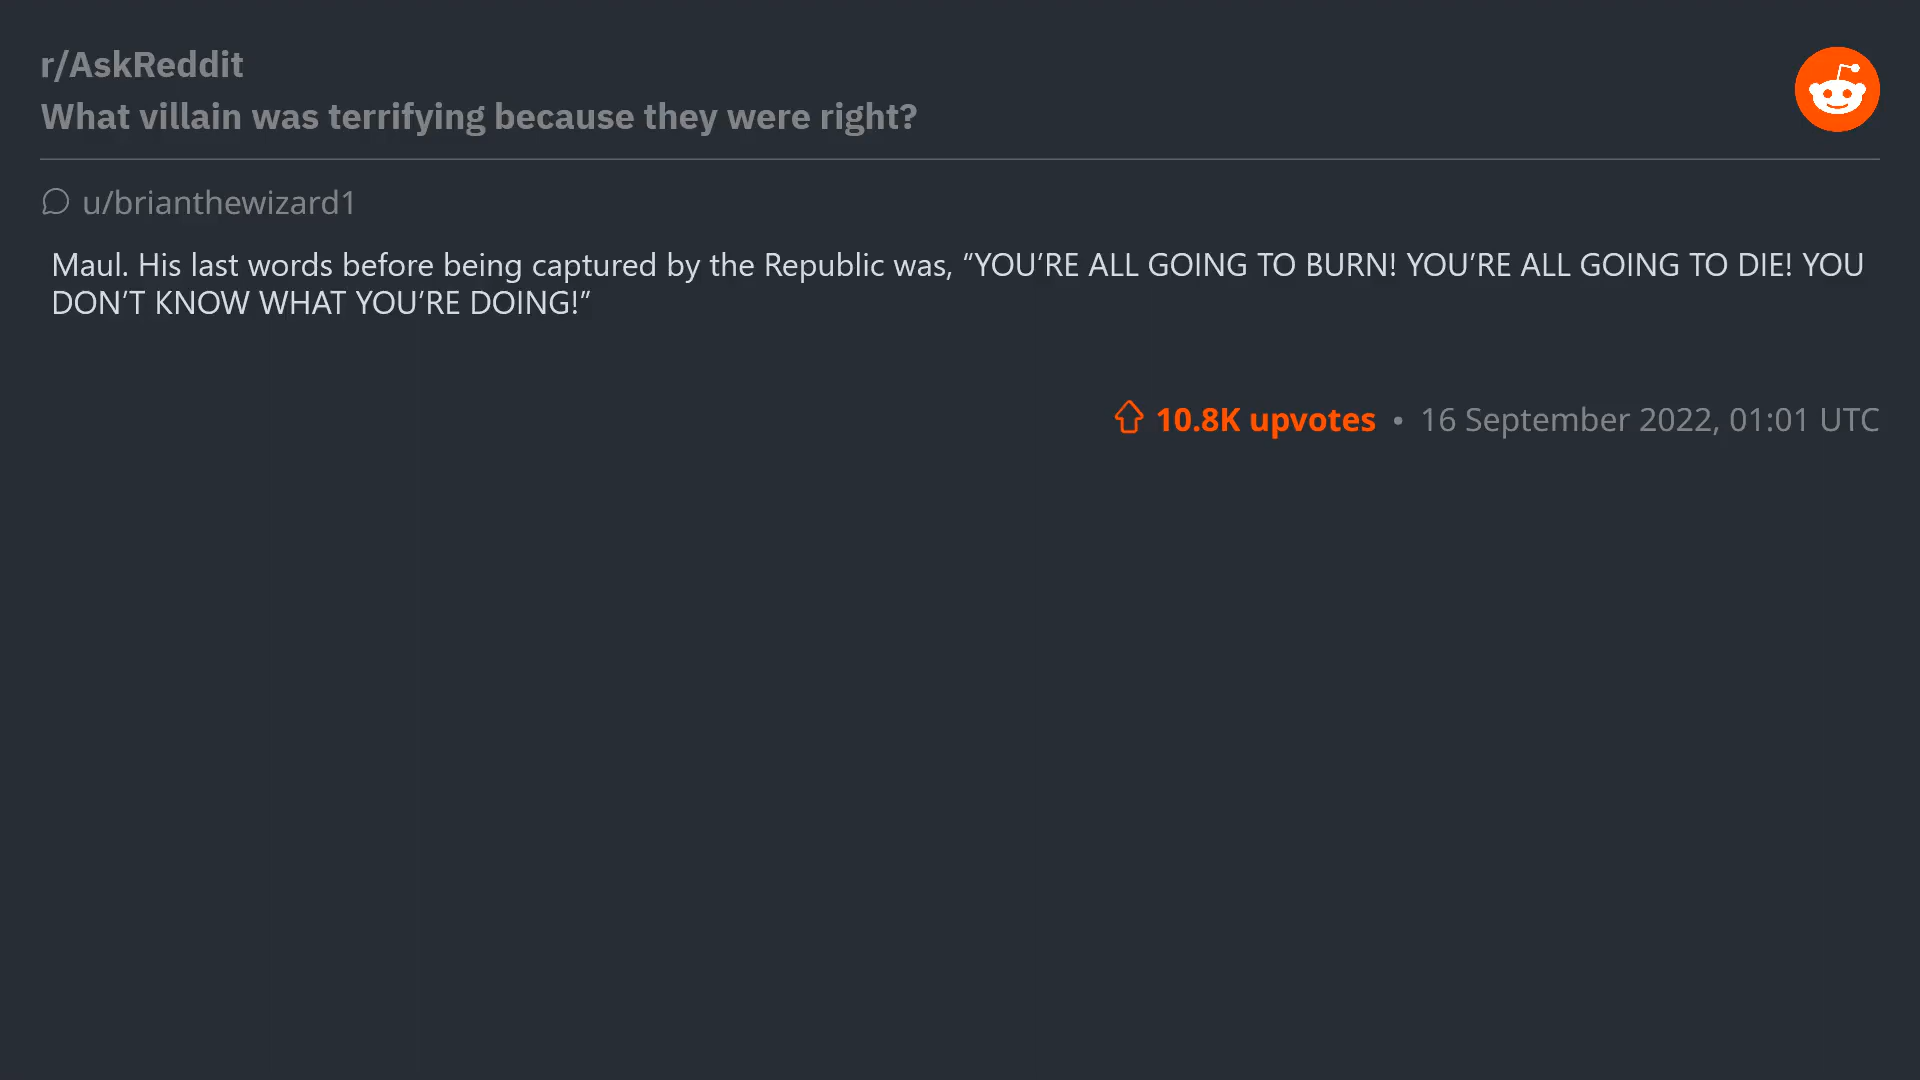 r/AskReddit
What villain was terrifying because they were right?
u/brianthewizard1
Maul. His last words before being captured by the Republic was, “YOU’RE ALL GOING TO BURN! YOU’RE ALL GOING TO DIE! YOU
DON’T KNOW WHAT YOU’RE DOING!”
10.8K upvotes • 16 September 2022, 01:01 UTC